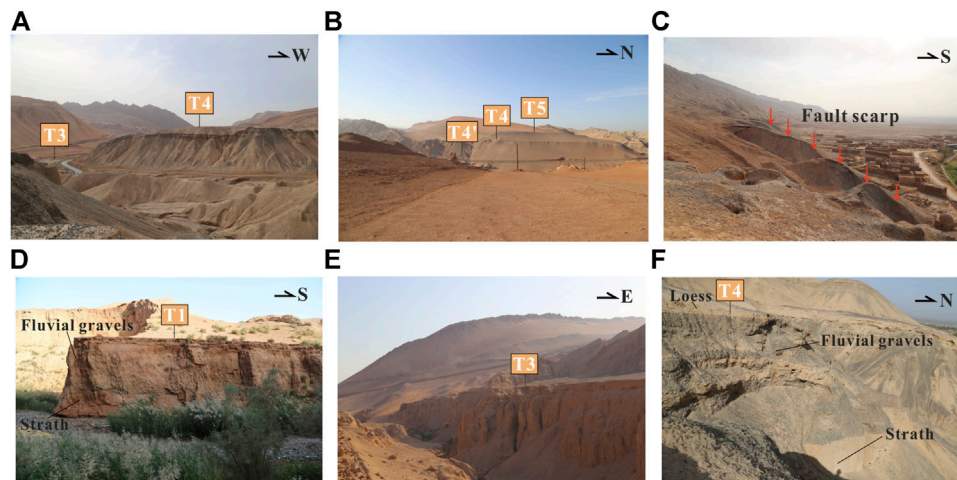 A
B
C
W
T4
T3
N
T5
T4
T4'
S
Fault scarp
D
E
F
S
T1
Fluvial gravels
Strath
E
T3
Loess
T4
N
Fluvial gravels
Strath